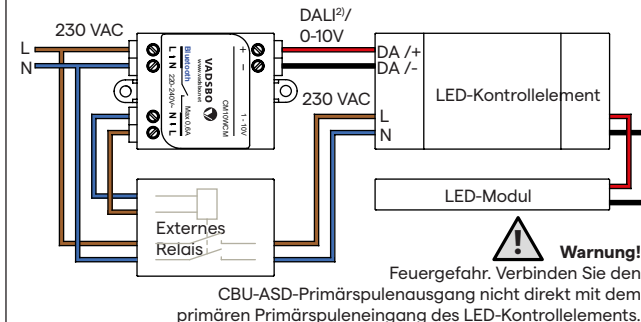 230 VAC
L
N
L I N
220-240V~
N L
Bluetooth
Max 0,6A
www.vadsbo.net
VADSBO
CM10WCM
1 - 10V
+
–
DALI²⁾/
0-10V
230 VAC
DA /+
DA /-
L
N
LED-Kontrollelement
LED-Modul
Externes
Relais
Warnung!
Feuergefahr. Verbinden Sie den
CBU-ASD-Primärspulenausgang nicht direkt mit dem
primären Primärspuleneingang des LED-Kontrollelements.